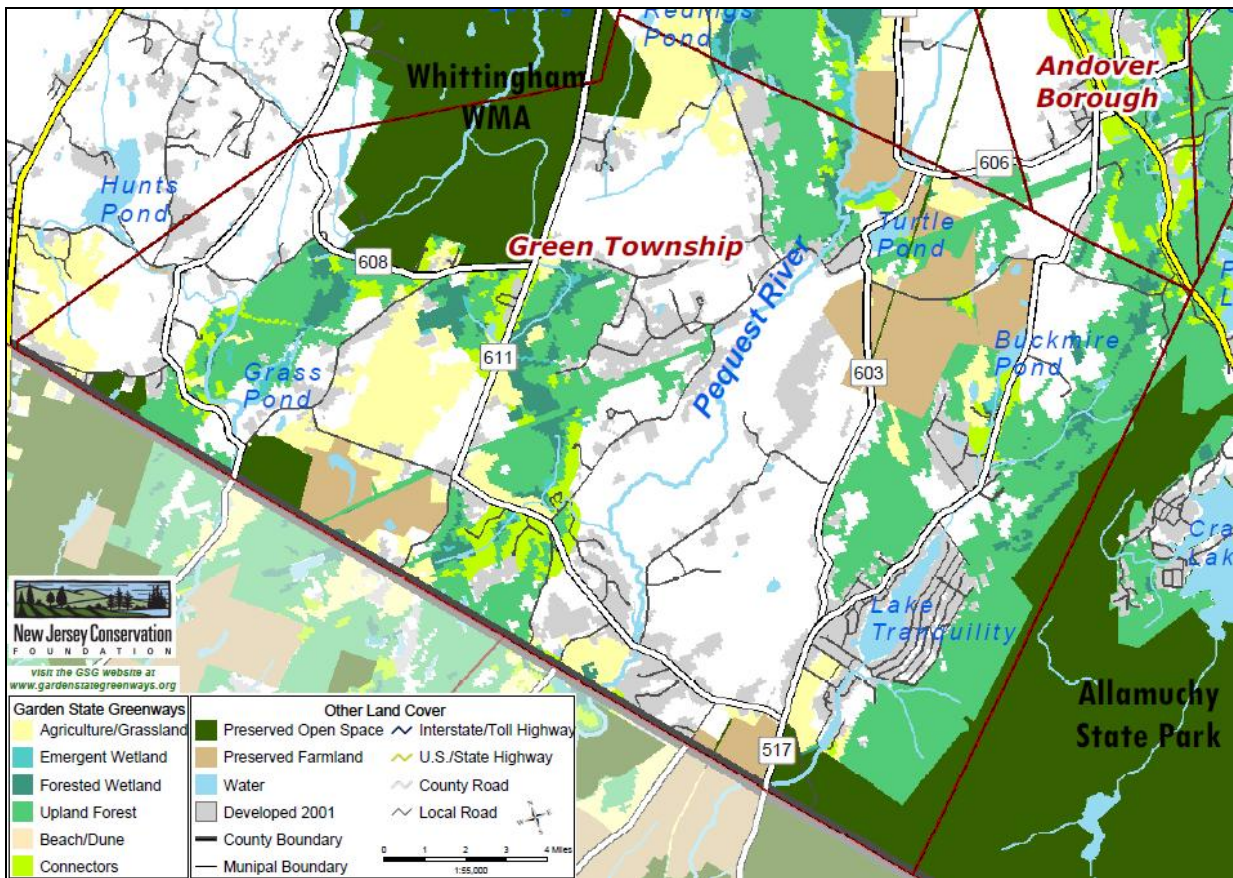 Redwings
Pond
Whittingham
WMA
Andover
Borough
606
Hunts
Pond
Turtle
Pond
Green Township
608
Pequest River
Buckmire
Pond
611
603
Grass
Pond
Lake
Tranquility
Allamuchy
State Park
517
New Jersey Conservation
FOUNDATION
visit the GSG website at
www.gardenstategreenways.org
Garden State Greenways
Agriculture/Grassland
Emergent Wetland
Forested Wetland
Upland Forest
Beach/Dune
Connectors
Other Land Cover
Preserved Open Space
Preserved Farmland
Water
Developed 2001
County Boundary
Munipal Boundary
Interstate/Toll Highway
U.S./State Highway
County Road
Local Road
0 1 2 3 4 Miles
1:55,000